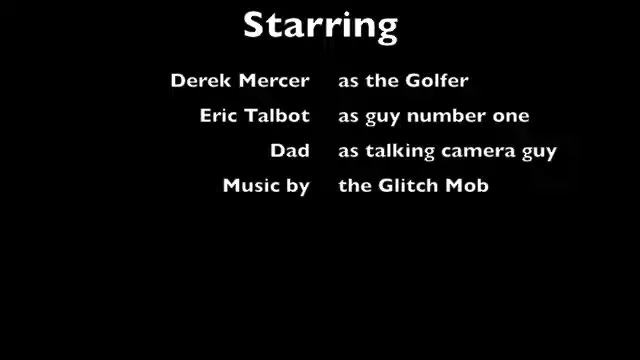 Starring
Derek Mercer as the Golfer
Eric Talbot as guy number one
Dad as talking camera guy
Music by the Glitch Mob